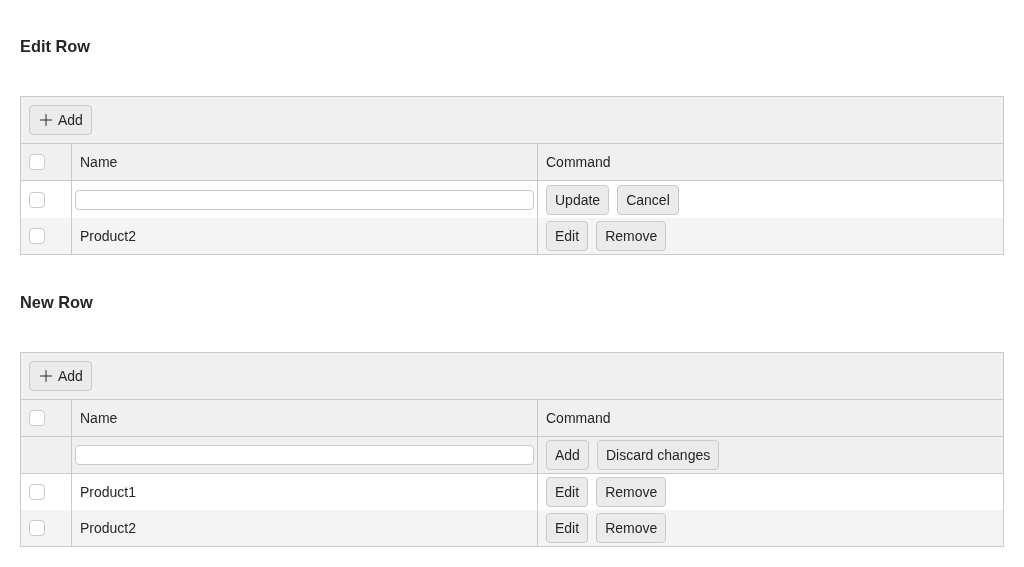 Edit Row
Add
Name Command
Update Cancel
Product2 Edit Remove
New Row
Add
Name Command
Add Discard changes
Product1 Edit Remove
Product2 Edit Remove